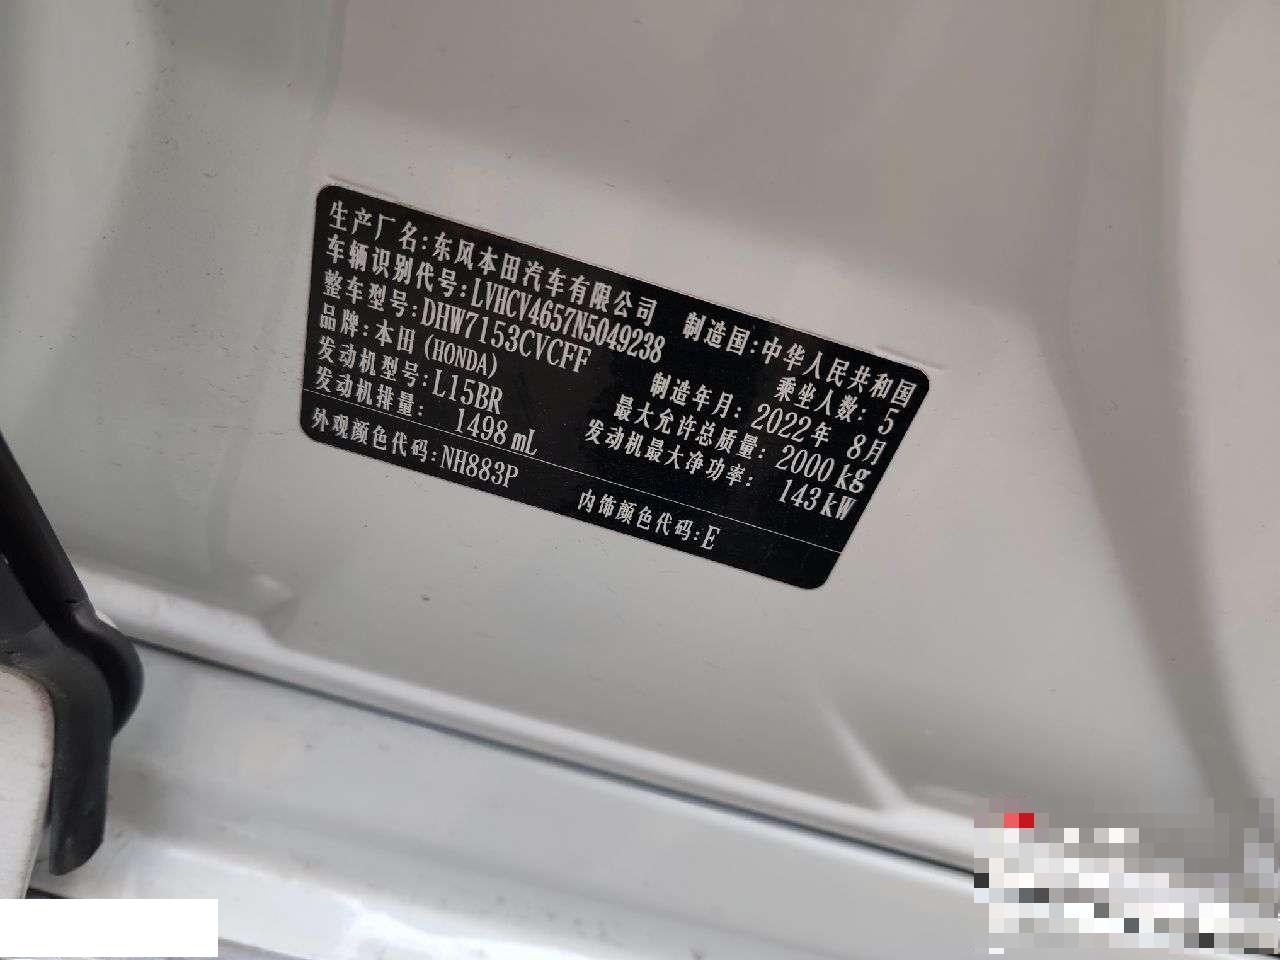 生产厂名:东风本田汽车有限公司 制造国:中华人民共和国
车辆识别代号:LVHCV4657N5049238 乘坐人数: 5
整车型号:DHW7153CVCFF 制造年月: 2022年 8月
品牌:本田 (HONDA) 最大允许总质量: 2000 kg
发动机型号:L15BR 发动机最大净功率: 143 kW
发动机排量: 1498 mL
外观颜色代码:NH883P 内饰颜色代码:E